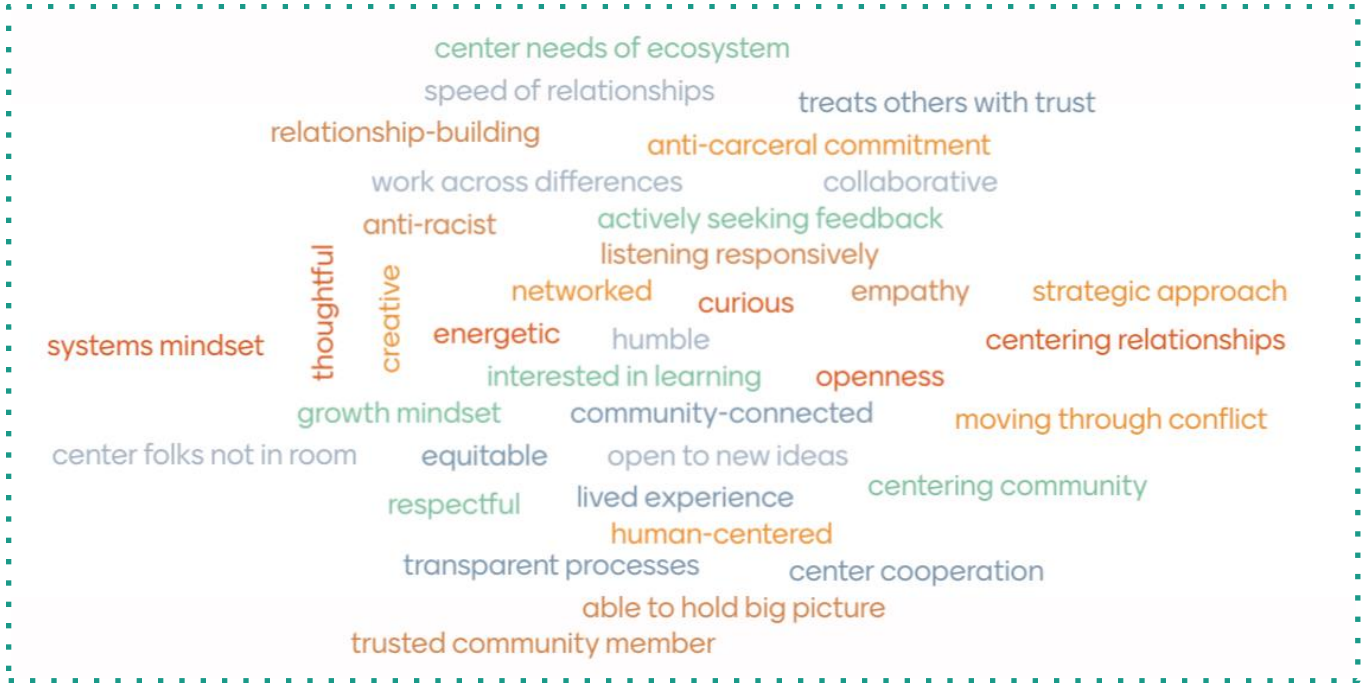 center needs of ecosystem
speed of relationships
treats others with trust
relationship-building
anti-carceral commitment
work across differences
collaborative
anti-racist
actively seeking feedback
listening responsively
thoughtful
creative
networked
curious
empathy
strategic approach
systems mindset
energetic
humble
centering relationships
interested in learning
openness
growth mindset
community-connected
moving through conflict
center folks not in room
equitable
open to new ideas
centering community
respectful
lived experience
human-centered
transparent processes
center cooperation
able to hold big picture
trusted community member